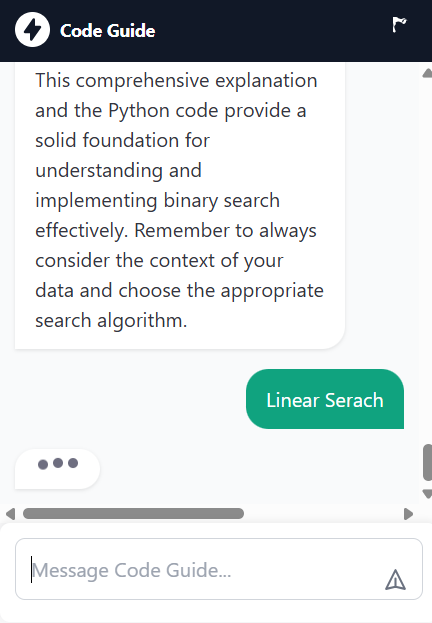 Code Guide
This comprehensive explanation
and the Python code provide a
solid foundation for
understanding and
implementing binary search
effectively. Remember to always
consider the context of your
data and choose the appropriate
search algorithm.
Linear Serach
Message Code Guide...